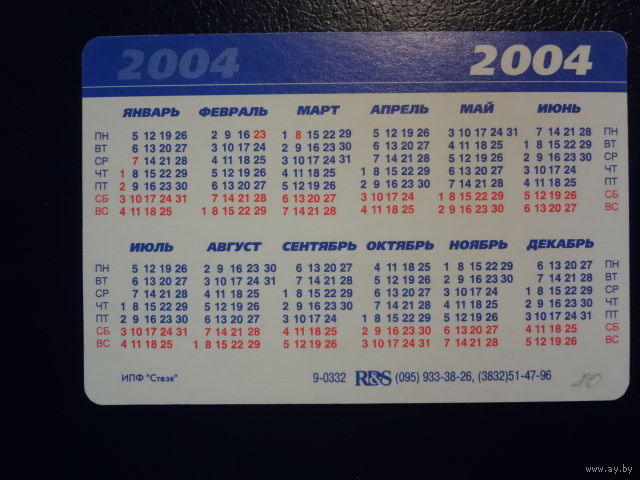 2004 2004
ЯНВАРЬ ФЕВРАЛЬ МАРТ АПРЕЛЬ МАЙ ИЮНЬ
ПН 5 12 19 26 2 9 16 23 1 8 15 22 29 5 12 19 26 3 10 17 24 31 7 14 21 28 ПН
ВТ 6 13 20 27 3 10 17 24 2 9 16 23 30 6 13 20 27 4 11 18 25 1 8 15 22 29 ВТ
СР 7 14 21 28 4 11 18 25 3 10 17 24 31 7 14 21 28 5 12 19 26 2 9 16 23 30 СР
ЧТ 1 8 15 22 29 5 12 19 26 4 11 18 25 1 8 15 22 29 6 13 20 27 3 10 17 24 ЧТ
ПТ 2 9 16 23 30 6 13 20 27 5 12 19 26 2 9 16 23 30 7 14 21 28 4 11 18 25 ПТ
СБ 3 10 17 24 31 7 14 21 28 6 13 20 27 3 10 17 24 1 8 15 22 29 5 12 19 26 СБ
ВС 4 11 18 25 1 8 15 22 29 7 14 21 28 4 11 18 25 2 9 16 23 30 6 13 20 27 ВС
ИЮЛЬ АВГУСТ СЕНТЯБРЬ ОКТЯБРЬ НОЯБРЬ ДЕКАБРЬ
ПН 5 12 19 26 2 9 16 23 30 6 13 20 27 4 11 18 25 1 8 15 22 29 6 13 20 27 ПН
ВТ 6 13 20 27 3 10 17 24 31 7 14 21 28 5 12 19 26 2 9 16 23 30 7 14 21 28 ВТ
СР 7 14 21 28 4 11 18 25 1 8 15 22 29 6 13 20 27 3 10 17 24 1 8 15 22 29 СР
ЧТ 1 8 15 22 29 5 12 19 26 2 9 16 23 30 7 14 21 28 4 11 18 25 2 9 16 23 30 ЧТ
ПТ 2 9 16 23 30 6 13 20 27 3 10 17 24 1 8 15 22 29 5 12 19 26 3 10 17 24 31 ПТ
СБ 3 10 17 24 31 7 14 21 28 4 11 18 25 2 9 16 23 30 6 13 20 27 4 11 18 25 СБ
ВС 4 11 18 25 1 8 15 22 29 5 12 19 26 3 10 17 24 31 7 14 21 28 5 12 19 26 ВС
ИПФ "Стезя" 9-0332 R&S (095) 933-38-26, (3832)51-47-96 80
www.ay.by